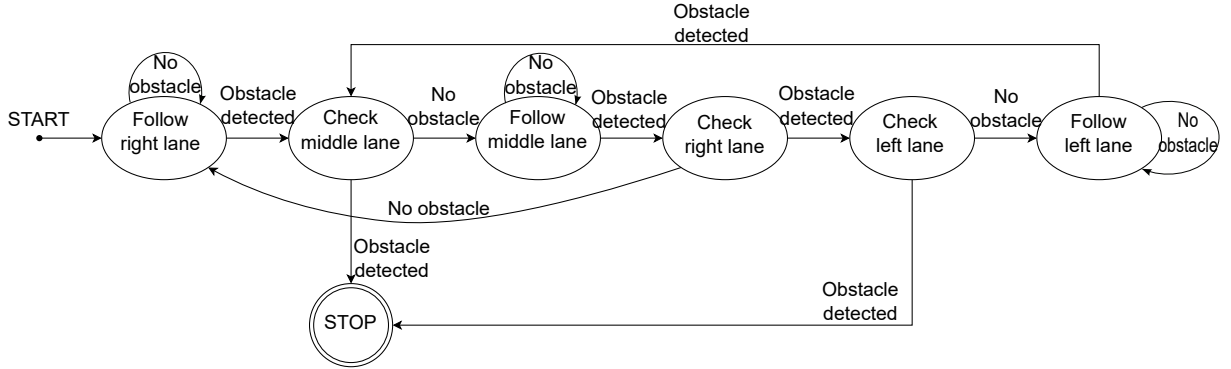 Obstacle
detected
No
obstacle
No
obstacle
START
Follow
right lane
Obstacle
detected
Check
middle lane
No
obstacle
Follow
middle lane
Obstacle
detected
Check
right lane
Obstacle
detected
Check
left lane
No
obstacle
Follow
left lane
No
obstacle
No obstacle
Obstacle
detected
Obstacle
detected
STOP